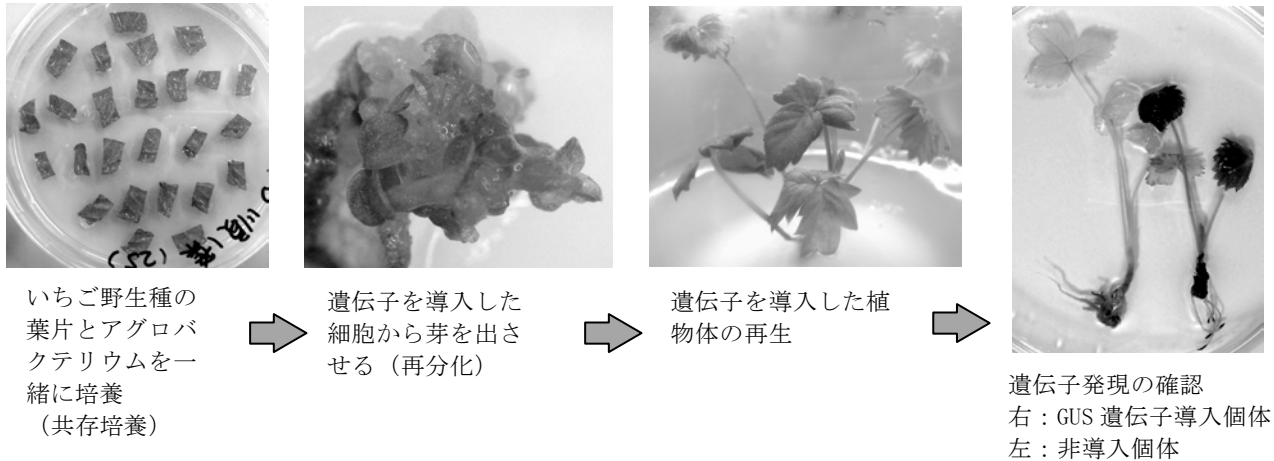 いちご野生種の
葉片とアグロバ
クテリウムを一
緒に培養
（共存培養）
遺伝子を導入した
細胞から芽を出さ
せる（再分化）
遺伝子を導入した植
物体の再生
遺伝子発現の確認
右：GUS 遺伝子導入個体
左：非導入個体